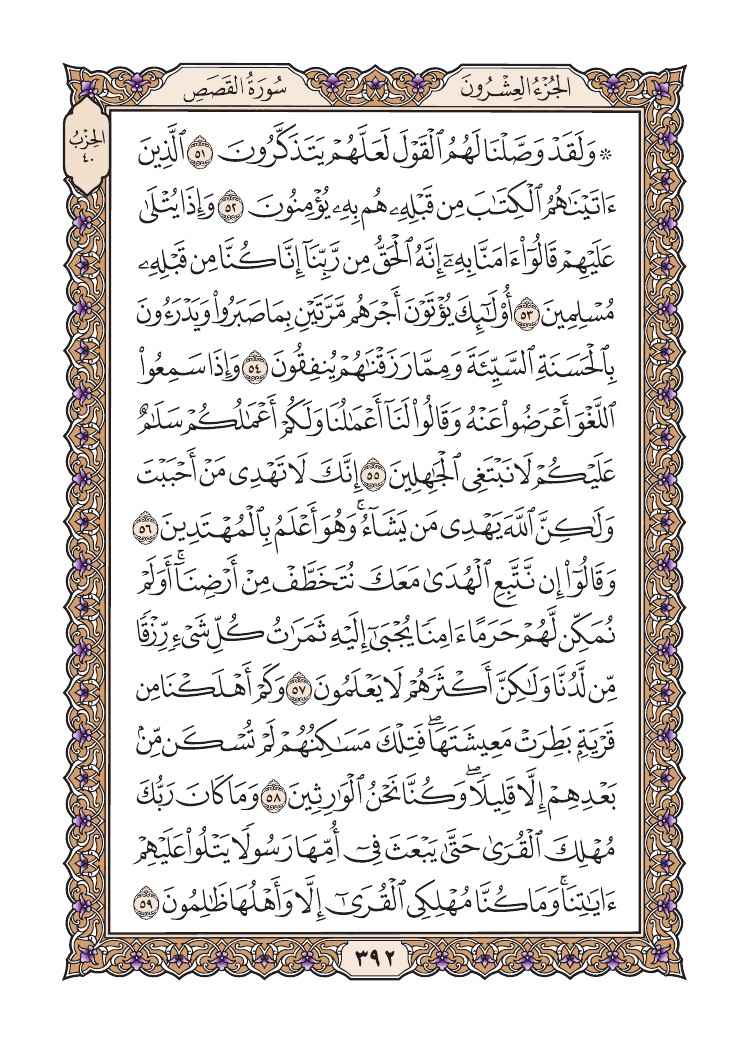 سُورَةُ القَصَصِ
الجُزْءُ العِشْرُونَ
الحِزْبُ
٤٠
۞ وَلَقَدْ وَصَّلْنَا لَهُمُ ٱلْقَوْلَ لَعَلَّهُمْ يَتَذَكَّرُونَ ٥١ ٱلَّذِينَ
ءَاتَيْنَٰهُمُ ٱلْكِتَٰبَ مِن قَبْلِهِۦ هُم بِهِۦ يُؤْمِنُونَ ٥٢ وَإِذَا يُتْلَىٰ
عَلَيْهِمْ قَالُوٓا۟ ءَامَنَّا بِهِۦٓ إِنَّهُ ٱلْحَقُّ مِن رَّبِّنَآ إِنَّا كُنَّا مِن قَبْلِهِۦ
مُسْلِمِينَ ٥٣ أُو۟لَٰٓئِكَ يُؤْتَوْنَ أَجْرَهُم مَّرَّتَيْنِ بِمَا صَبَرُوا۟ وَيَدْرَءُونَ
بِٱلْحَسَنَةِ ٱلسَّيِّئَةَ وَمِمَّا رَزَقْنَٰهُمْ يُنفِقُونَ ٥٤ وَإِذَا سَمِعُوا۟
ٱللَّغْوَ أَعْرَضُوا۟ عَنْهُ وَقَالُوا۟ لَنَآ أَعْمَٰلُنَا وَلَكُمْ أَعْمَٰلُكُمْ سَلَٰمٌ
عَلَيْكُمْ لَا نَبْتَغِى ٱلْجَٰهِلِينَ ٥٥ إِنَّكَ لَا تَهْدِى مَنْ أَحْبَبْتَ
وَلَٰكِنَّ ٱللَّهَ يَهْدِى مَن يَشَآءُ ۚ وَهُوَ أَعْلَمُ بِٱلْمُهْتَدِينَ ٥٦
وَقَالُوٓا۟ إِن نَّتَّبِعِ ٱلْهُدَىٰ مَعَكَ نُتَخَطَّفْ مِنْ أَرْضِنَآ ۚ أَوَلَمْ
نُمَكِّن لَّهُمْ حَرَمًا ءَامِنًا يُجْبَىٰٓ إِلَيْهِ ثَمَرَٰتُ كُلِّ شَىْءٍ رِّزْقًا
مِّن لَّدُنَّا وَلَٰكِنَّ أَكْثَرَهُمْ لَا يَعْلَمُونَ ٥٧ وَكَمْ أَهْلَكْنَا مِن
قَرْيَةٍۭ بَطِرَتْ مَعِيشَتَهَا ۖ فَتِلْكَ مَسَٰكِنُهُمْ لَمْ تُسْكَن مِّنۢ
بَعْدِهِمْ إِلَّا قَلِيلًا ۖ وَكُنَّا نَحْنُ ٱلْوَٰرِثِينَ ٥٨ وَمَا كَانَ رَبُّكَ
مُهْلِكَ ٱلْقُرَىٰ حَتَّىٰ يَبْعَثَ فِىٓ أُمِّهَا رَسُولًا يَتْلُوا۟ عَلَيْهِمْ
ءَايَٰتِنَا ۚ وَمَا كُنَّا مُهْلِكِى ٱلْقُرَىٰٓ إِلَّا وَأَهْلُهَا ظَٰلِمُونَ ٥٩
٣٩٢